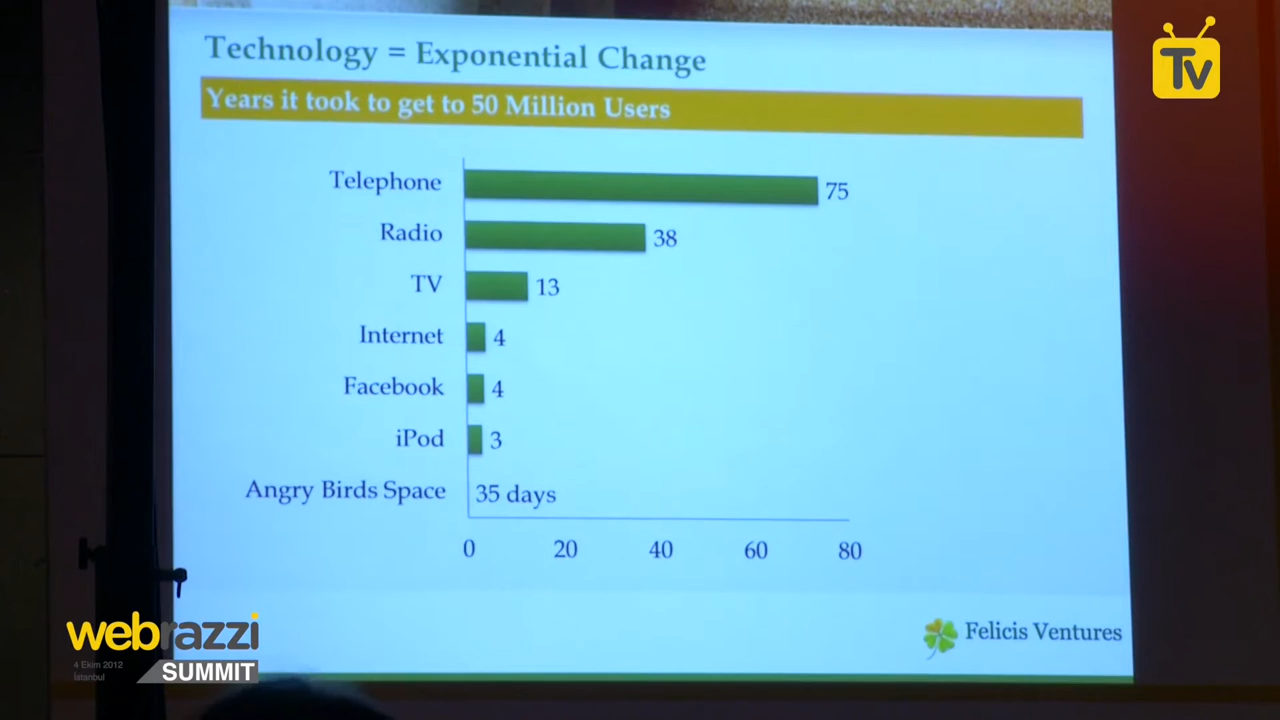 Technology = Exponential Change
Years it took to get to 50 Million Users
Telephone 75
Radio 38
TV 13
Internet 4
Facebook 4
iPod 3
Angry Birds Space 35 days
0 20 40 60 80
Felicis Ventures
Tv
webrazzi
4 Ekim 2012
İstanbul
SUMMIT